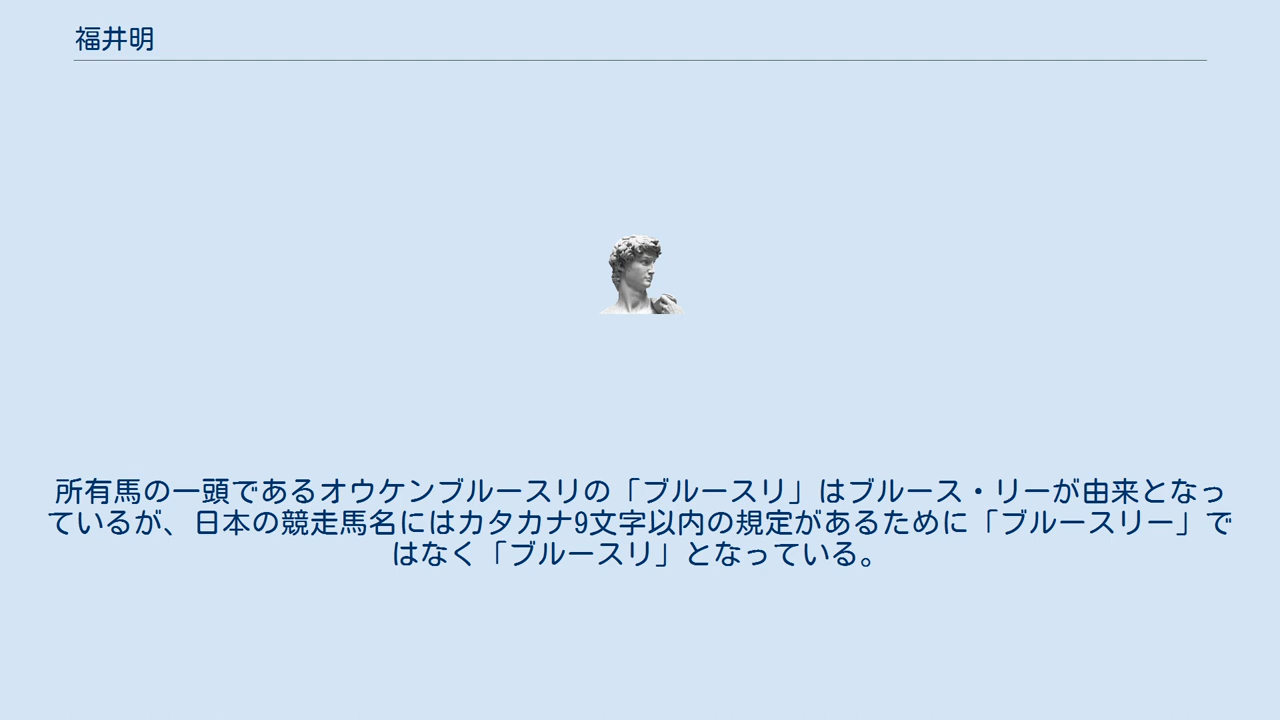 福井明
所有馬の一頭であるオウケンブルースリの「ブルースリ」はブルース・リーが由来となっ
ているが、日本の競走馬名にはカタカナ9文字以内の規定があるために「ブルースリー」で
はなく「ブルースリ」となっている。